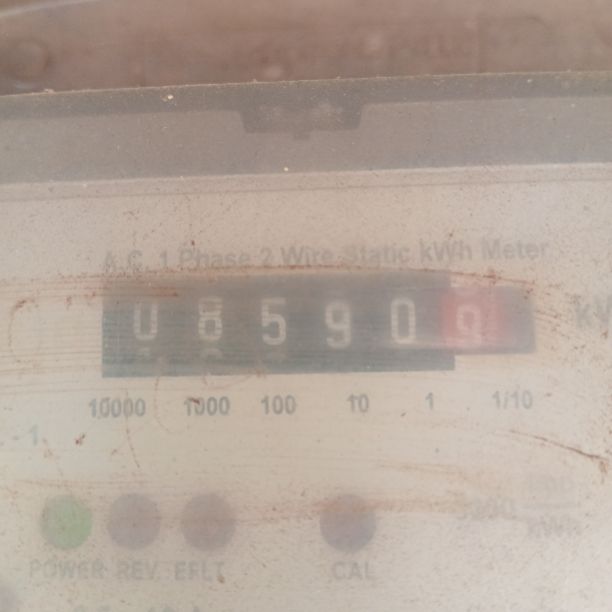 A.C. 1 Phase 2 Wire Static kWh Meter
0 8 5 9 0 9
10000 1000 100 10 1 1/10
POWER REV EFLT CAL